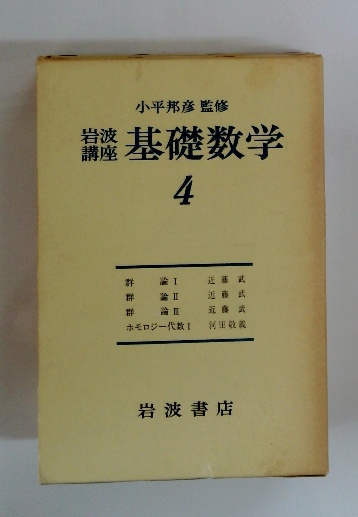 小平邦彦 監修
岩波講座 基礎数学
4
群論 I 近藤武
群論 II 近藤武
群論 III 近藤武
ホモロジー代数 I 河田敬義
岩波書店